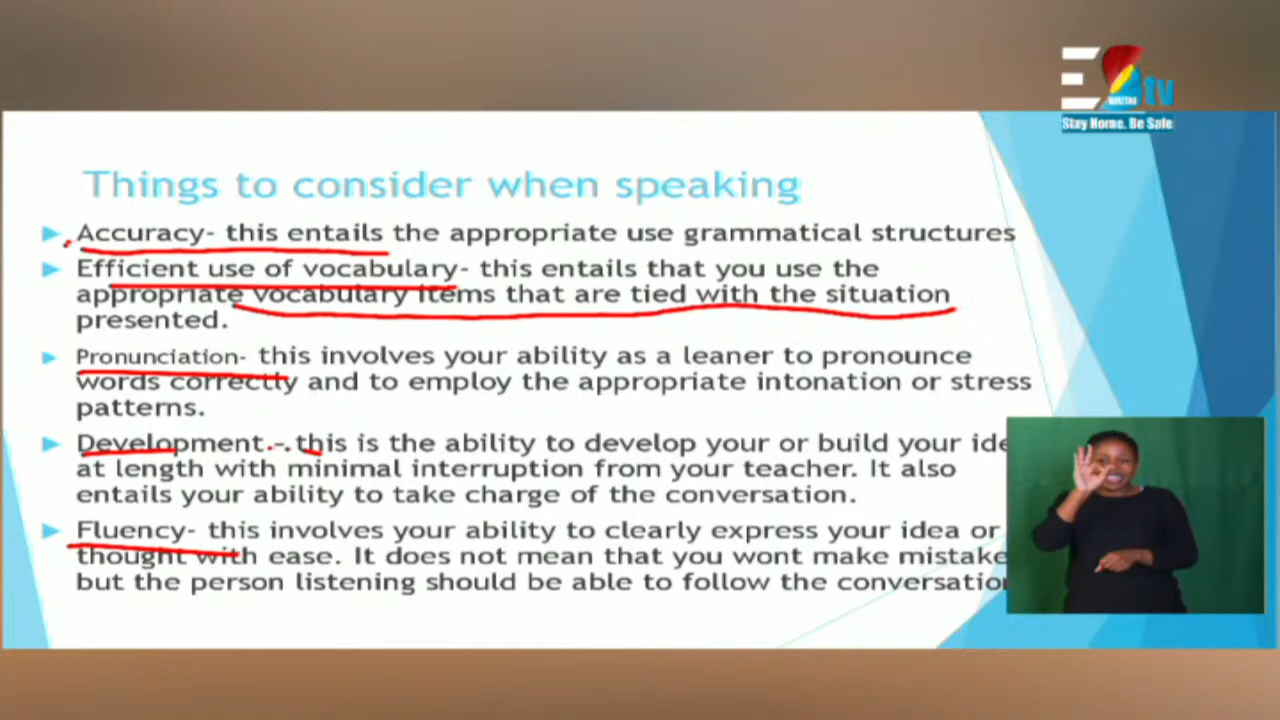 E tv
Stay Home. Be Safe
Things to consider when speaking
Accuracy- this entails the appropriate use grammatical structures
Efficient use of vocabulary- this entails that you use the
appropriate vocabulary items that are tied with the situation
presented.
Pronunciation- this involves your ability as a leaner to pronounce
words correctly and to employ the appropriate intonation or stress
patterns.
Development.-. this is the ability to develop your or build your ide
at length with minimal interruption from your teacher. It also
entails your ability to take charge of the conversation.
Fluency- this involves your ability to clearly express your idea or
thought with ease. It does not mean that you wont make mistake
but the person listening should be able to follow the conversation